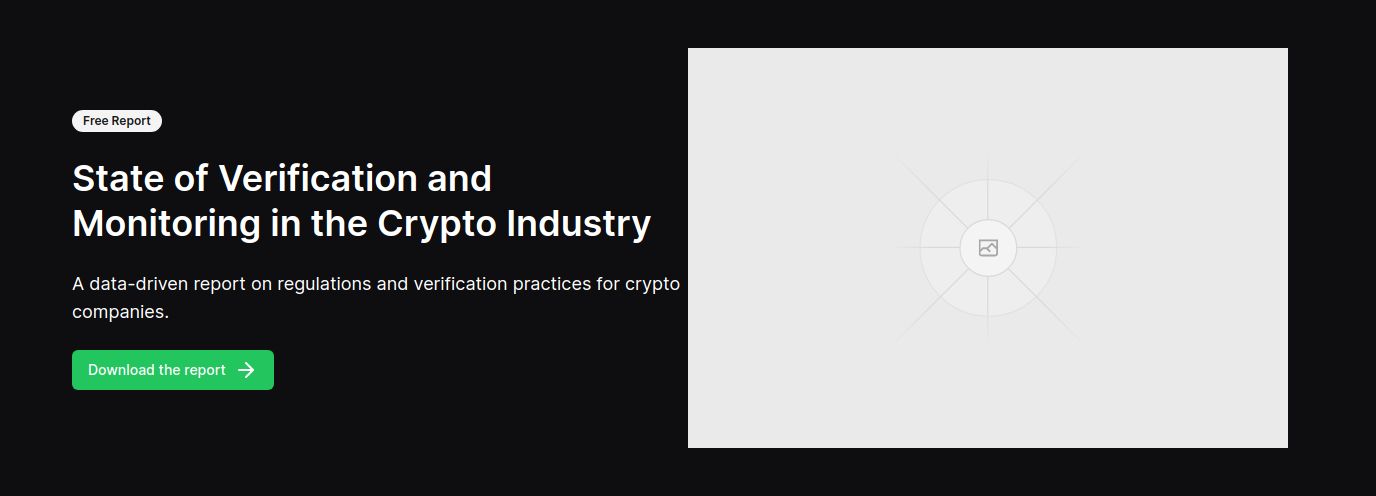 Free Report
State of Verification and
Monitoring in the Crypto Industry
A data-driven report on regulations and verification practices for crypto
companies.
Download the report